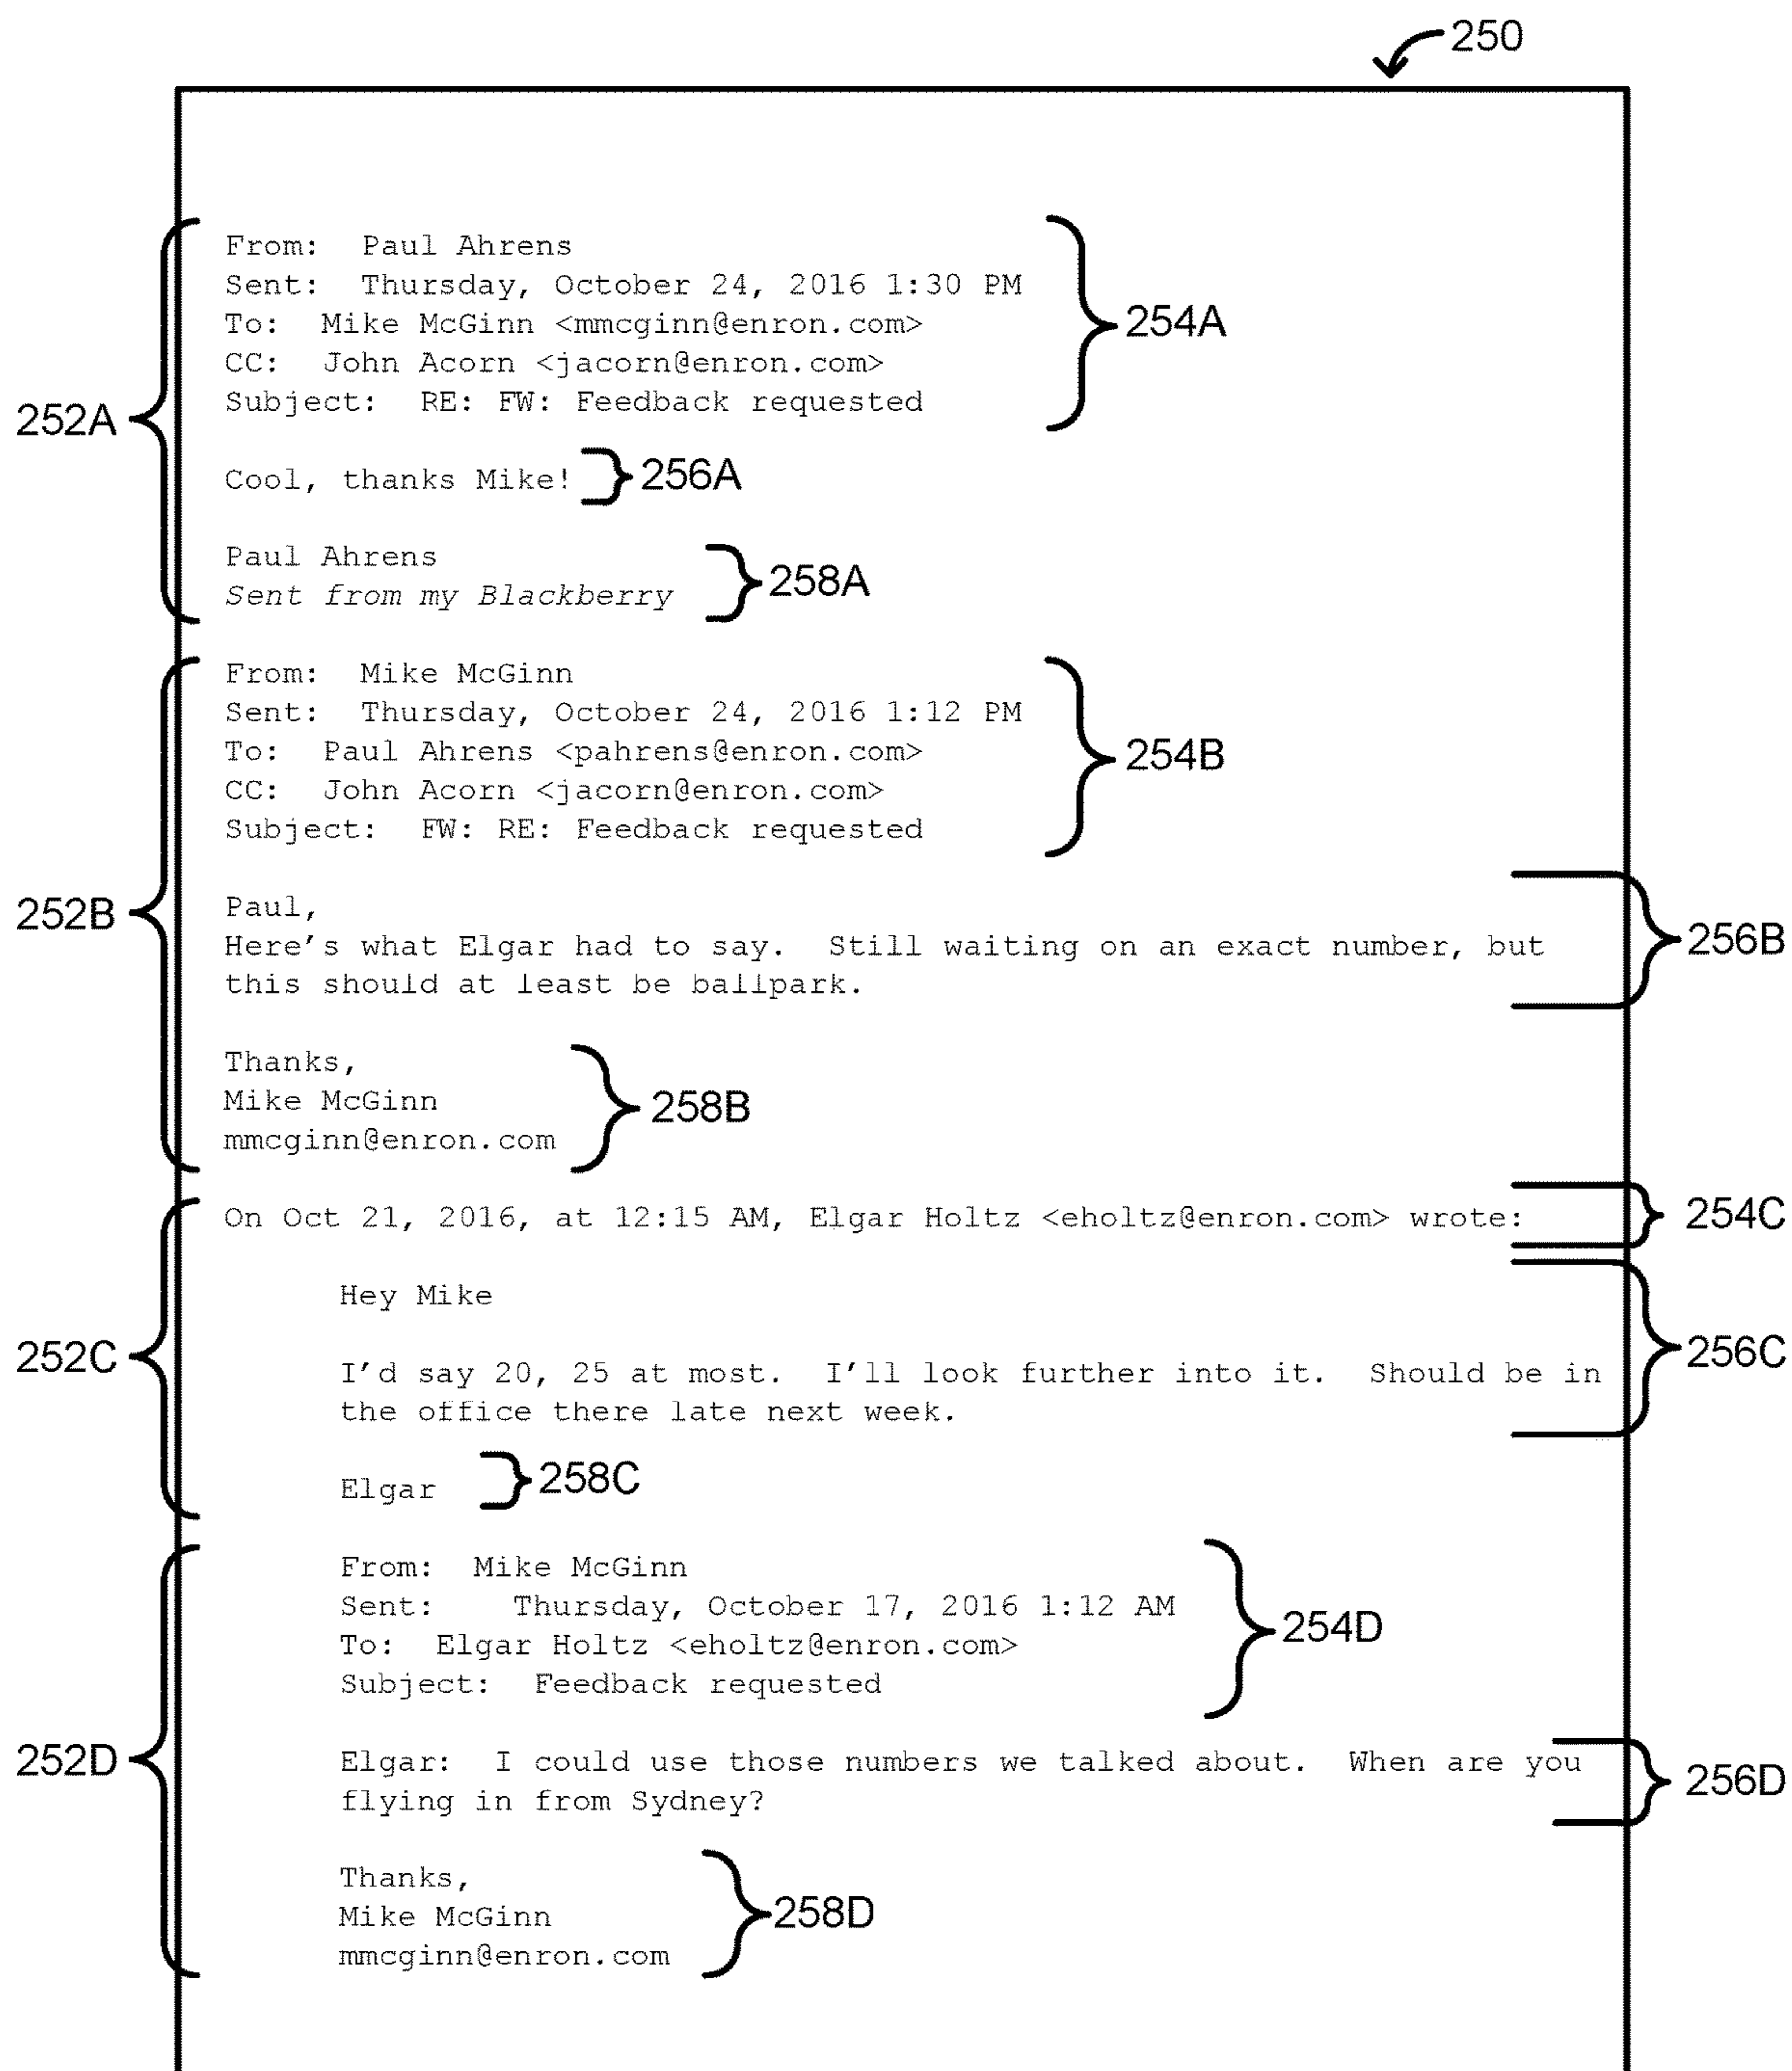 250
From:  Paul Ahrens
Sent:  Thursday, October 24, 2016 1:30 PM
To:  Mike McGinn <mmcginn@enron.com>
254A
CC:  John Acorn <jacorn@enron.com>
Subject:  RE: FW: Feedback requested
252A
Cool, thanks Mike!
256A
Paul Ahrens
Sent from my Blackberry
258A
From:  Mike McGinn
Sent:  Thursday, October 24, 2016 1:12 PM
To:  Paul Ahrens <pahrens@enron.com>
254B
CC:  John Acorn <jacorn@enron.com>
Subject:  FW: RE: Feedback requested
252B
Paul,
Here's what Elgar had to say.  Still waiting on an exact number, but
256B
this should at least be ballpark.
Thanks,
Mike McGinn
258B
mmcginn@enron.com
On Oct 21, 2016, at 12:15 AM, Elgar Holtz <eholtz@enron.com> wrote:
254C
Hey Mike
252C
256C
I'd say 20, 25 at most.  I'll look further into it.  Should be in
the office there late next week.
Elgar
258C
From:  Mike McGinn
Sent:    Thursday, October 17, 2016 1:12 AM
254D
To:  Elgar Holtz <eholtz@enron.com>
Subject:  Feedback requested
252D
Elgar:  I could use those numbers we talked about.  When are you
256D
flying in from Sydney?
Thanks,
Mike McGinn
258D
mmcginn@enron.com